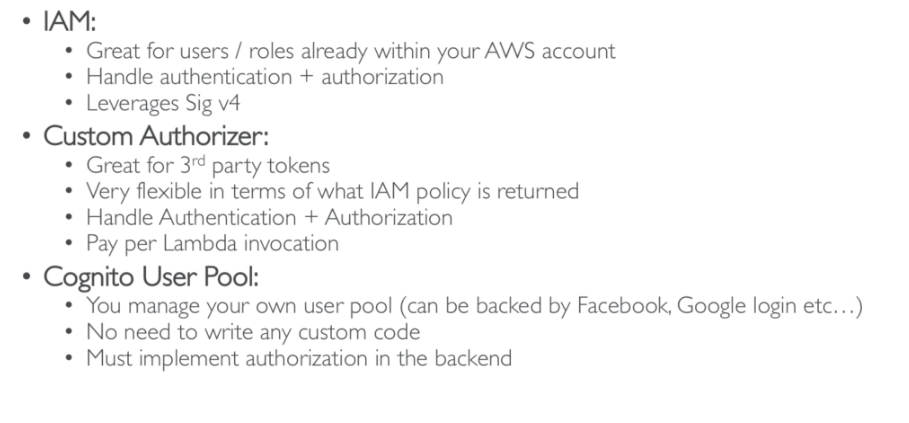 • IAM:
• Great for users / roles already within your AWS account
• Handle authentication + authorization
• Leverages Sig v4
• Custom Authorizer:
• Great for 3rd party tokens
• Very flexible in terms of what IAM policy is returned
• Handle Authentication + Authorization
• Pay per Lambda invocation
• Cognito User Pool:
• You manage your own user pool (can be backed by Facebook, Google login etc…)
• No need to write any custom code
• Must implement authorization in the backend